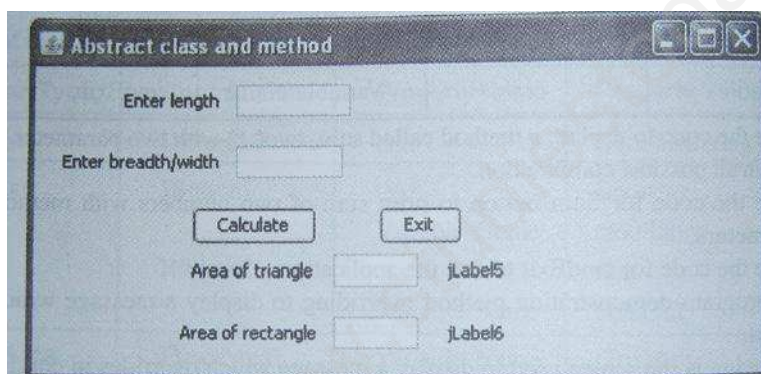 Abstract class and method
Enter length
Enter breadth/width
Calculate Exit
Area of triangle jLabel5
Area of rectangle jLabel6